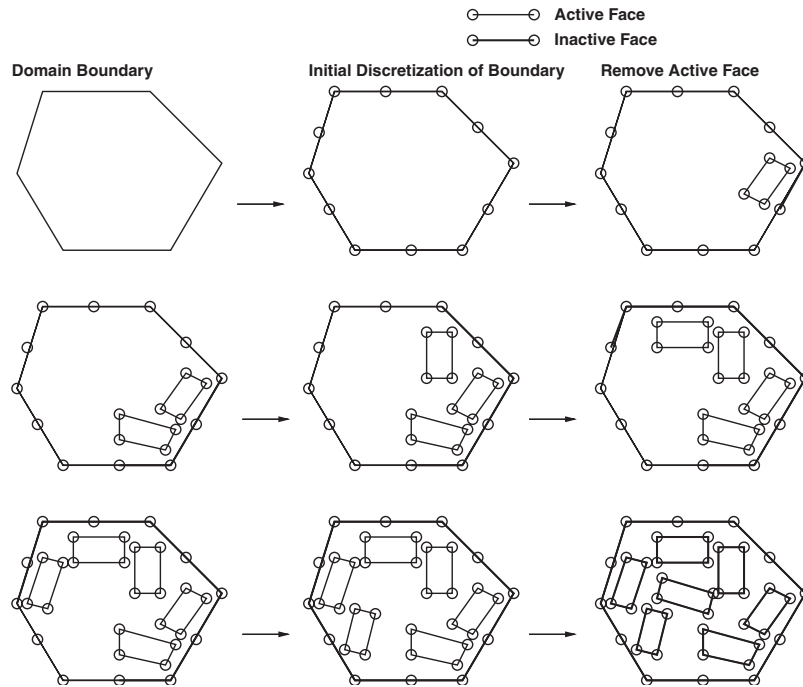 Active Face
Inactive Face
Domain Boundary
Initial Discretization of Boundary
Remove Active Face